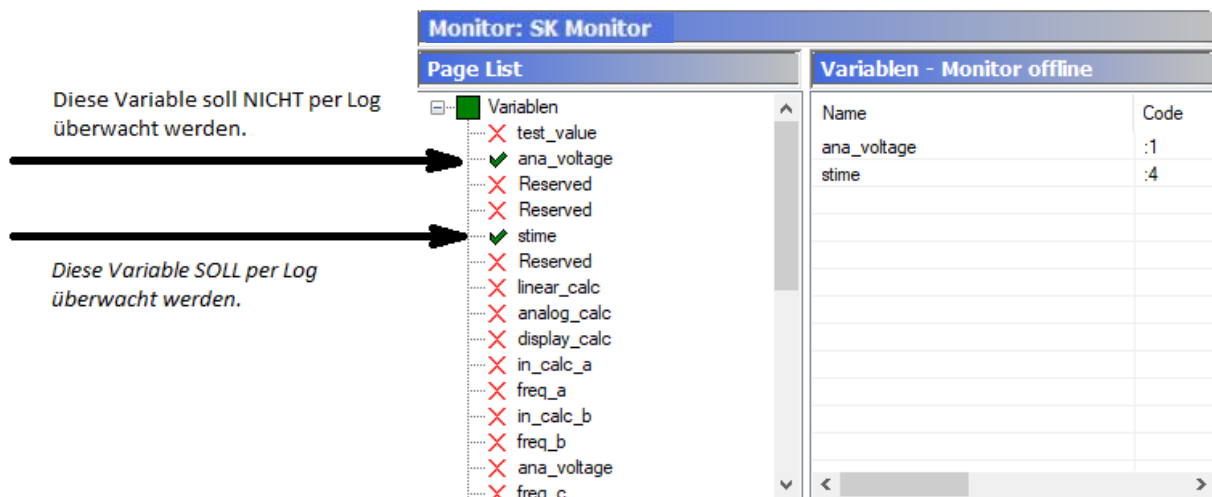 Monitor: SK Monitor
Page List
Variablen - Monitor offline
Diese Variable soll NICHT per Log
überwacht werden.
Diese Variable SOLL per Log
überwacht werden.
Variablen
test_value
ana_voltage
Reserved
Reserved
stime
Reserved
linear_calc
analog_calc
display_calc
in_calc_a
freq_a
in_calc_b
freq_b
ana_voltage
freq_c
Name Code
ana_voltage :1
stime :4